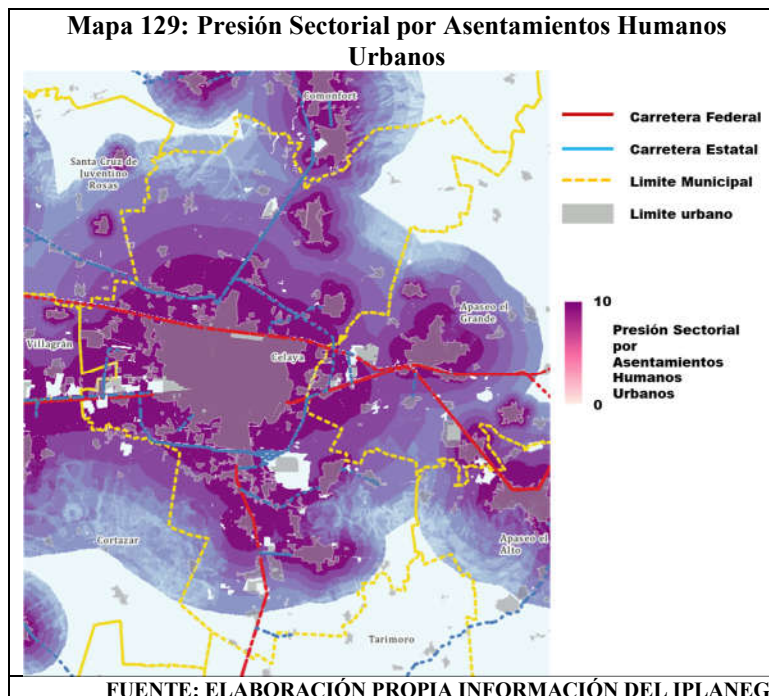 Mapa 129: Presión Sectorial por Asentamientos Humanos
Urbanos
Comonfort
Santa Cruz de
Juventino
Rosas
Apaseo el
Grande
Villagrán
Celaya
Cortazar
Apaseo el
Alto
Tarimoro
Carretera Federal
Carretera Estatal
Limite Municipal
Limite urbano
10
Presión Sectorial
por
Asentamientos
Humanos
Urbanos
0
FUENTE: ELABORACIÓN PROPIA INFORMACIÓN DEL IPLANEG